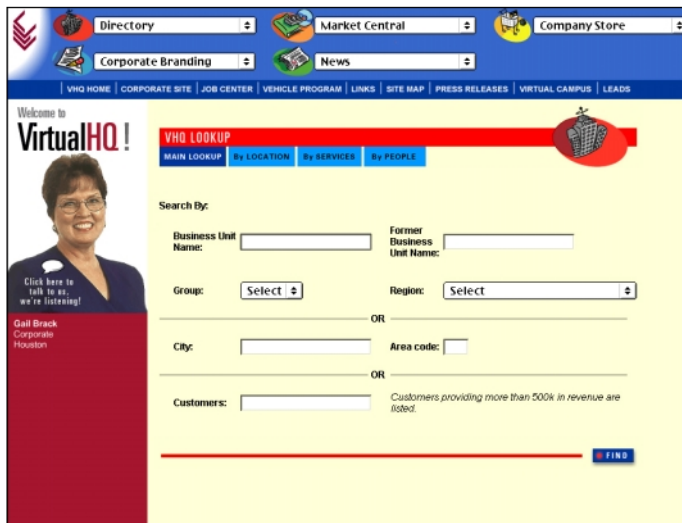 Directory
Market Central
Company Store
Corporate Branding
News
VHQ HOME | CORPORATE SITE | JOB CENTER | VEHICLE PROGRAM | LINKS | SITE MAP | PRESS RELEASES | VIRTUAL CAMPUS | LEADS
Welcome to
VirtualHQ!
VHQ LOOKUP
MAIN LOOKUP By LOCATION By SERVICES By PEOPLE
Search By:
Business Unit
Name:
Former
Business
Unit Name:
Group: Select
Region: Select
OR
City:
Area code:
OR
Customers:
Customers providing more than 500k in revenue are
listed.
FIND
Click here to
talk to us,
we're listening!
Gail Brack
Corporate
Houston